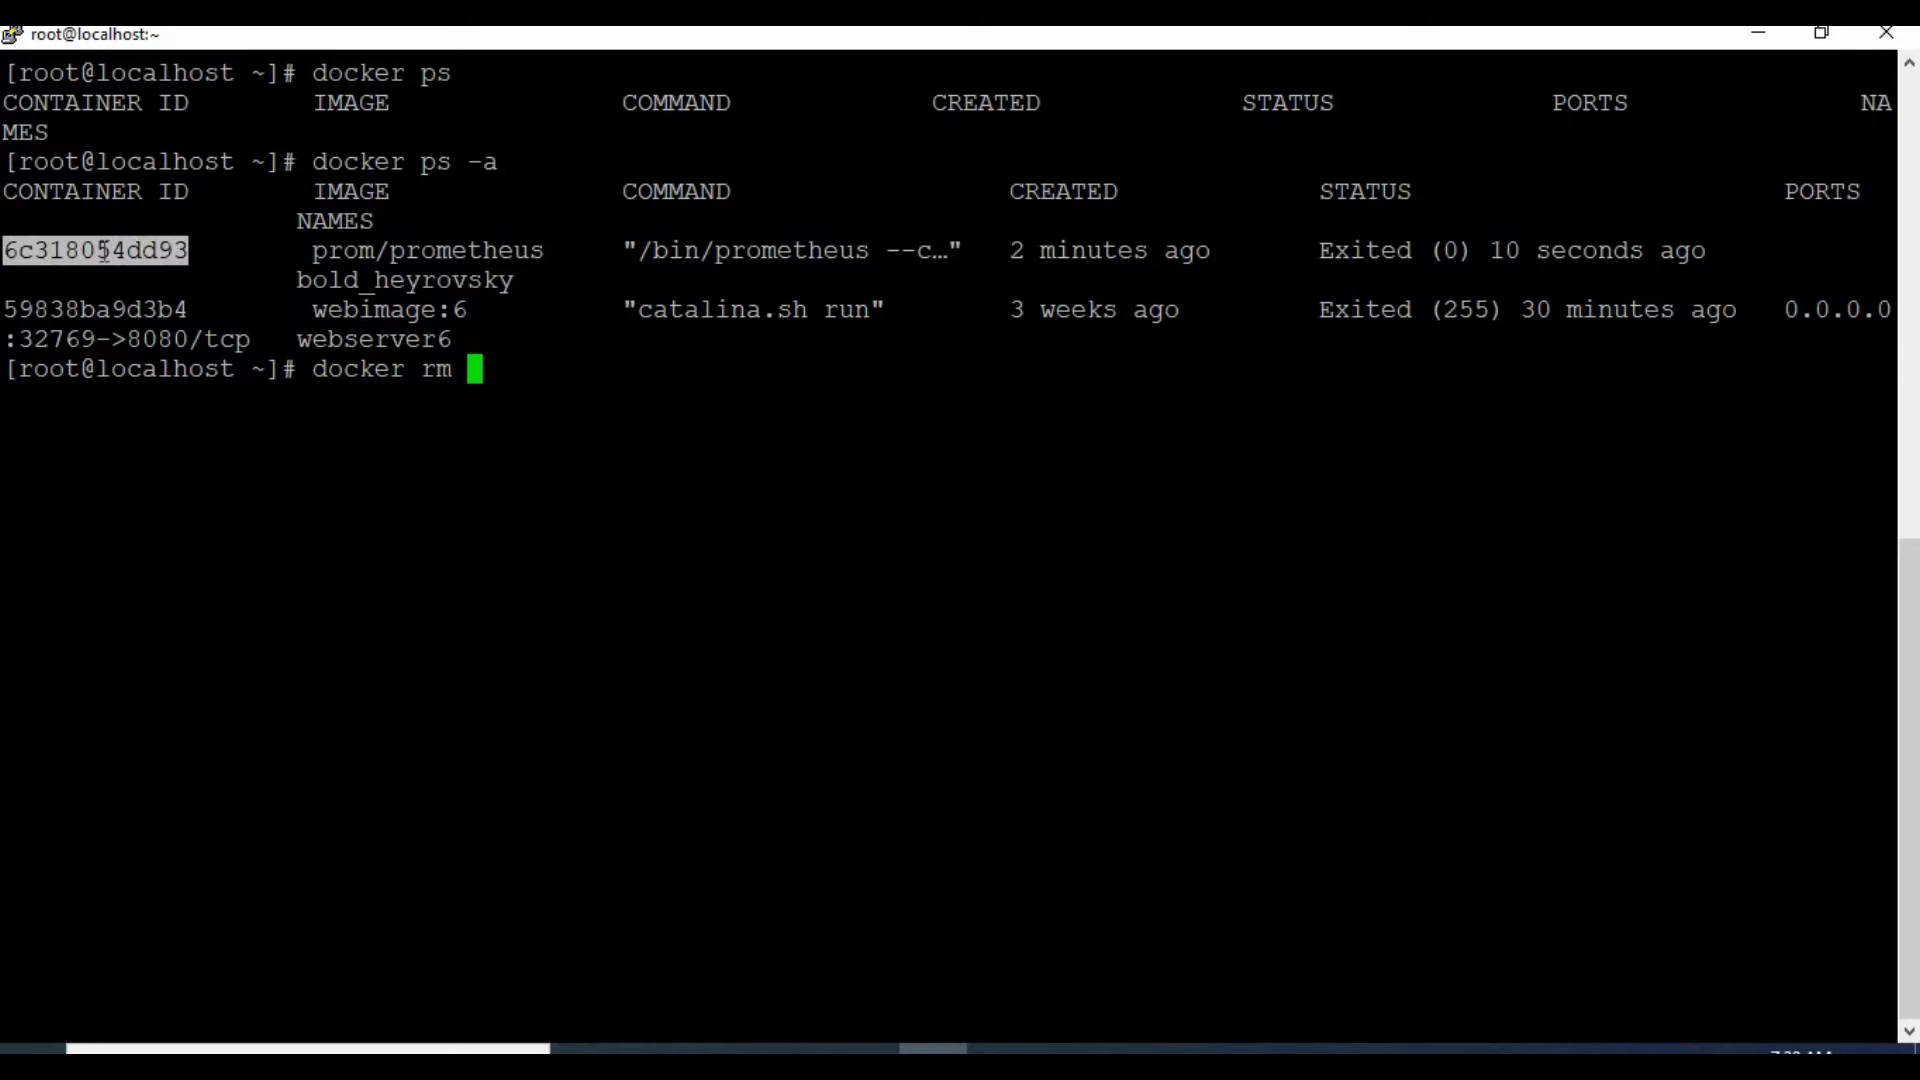 root@localhost:~
[root@localhost ~]# docker ps
CONTAINER ID        IMAGE               COMMAND             CREATED             STATUS              PORTS               NA
MES
[root@localhost ~]# docker ps -a
CONTAINER ID        IMAGE               COMMAND                  CREATED             STATUS                        PORTS
                   NAMES
6c318054dd93        prom/prometheus     "/bin/prometheus --c…"   2 minutes ago       Exited (0) 10 seconds ago
                   bold_heyrovsky
59838ba9d3b4        webimage:6          "catalina.sh run"        3 weeks ago         Exited (255) 30 minutes ago   0.0.0.0
:32769->8080/tcp   webserver6
[root@localhost ~]# docker rm